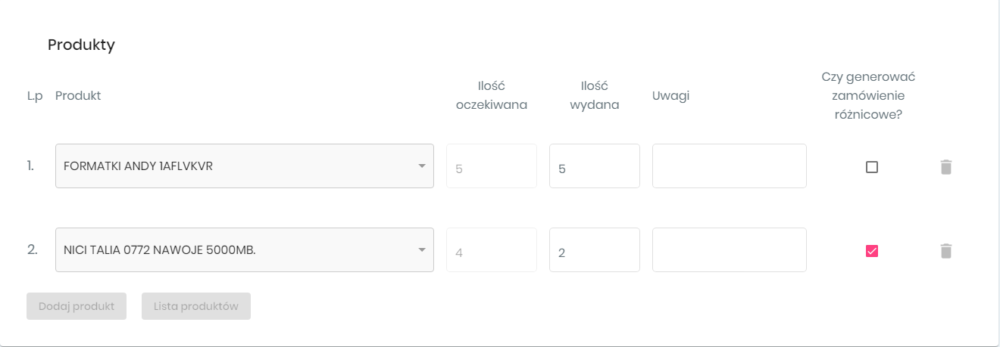 Produkty
L.p Produkt Ilość oczekiwana Ilość wydana Uwagi Czy generować zamówienie różnicowe?
1. FORMATKI ANDY 1AFLVKVR 5 5
2. NICI TALIA 0772 NAWOJE 5000MB. 4 2
Dodaj produkt Lista produktów